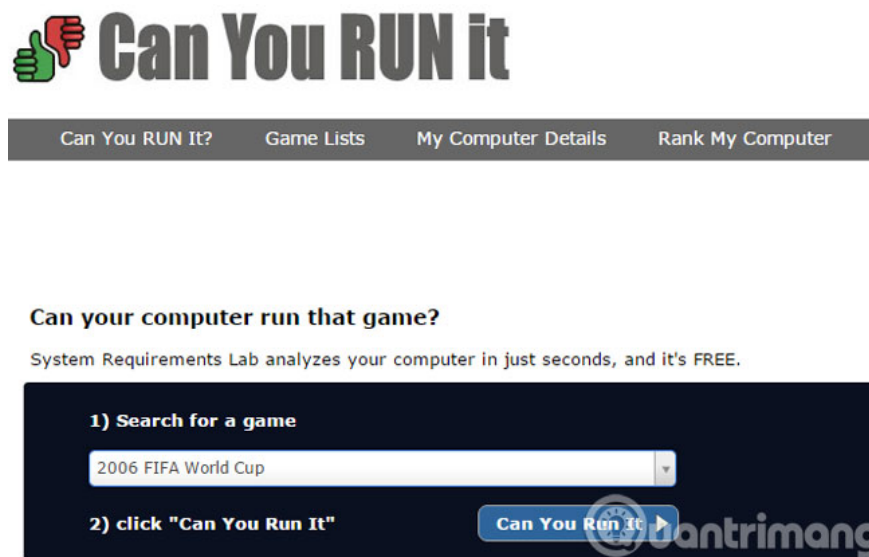 Can You RUN it
Can You RUN It? Game Lists My Computer Details Rank My Computer
Can your computer run that game?
System Requirements Lab analyzes your computer in just seconds, and it's FREE.
1) Search for a game
2006 FIFA World Cup
2) click "Can You Run It"
Can You Run It
uantrimang